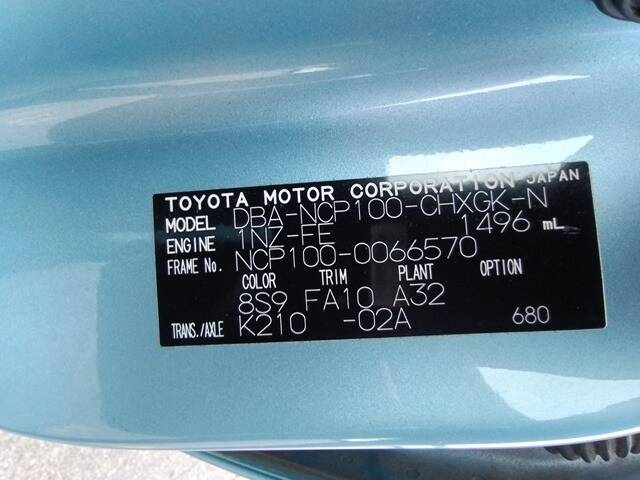 TOYOTA MOTOR CORPORATION JAPAN
MODEL DBA-NCP100-CHXGK-N
ENGINE 1NZ-FE 1496 mL
FRAME No. NCP100-0066570
COLOR TRIM PLANT OPTION
8S9 FA10 A32
TRANS./AXLE K210 -02A 680